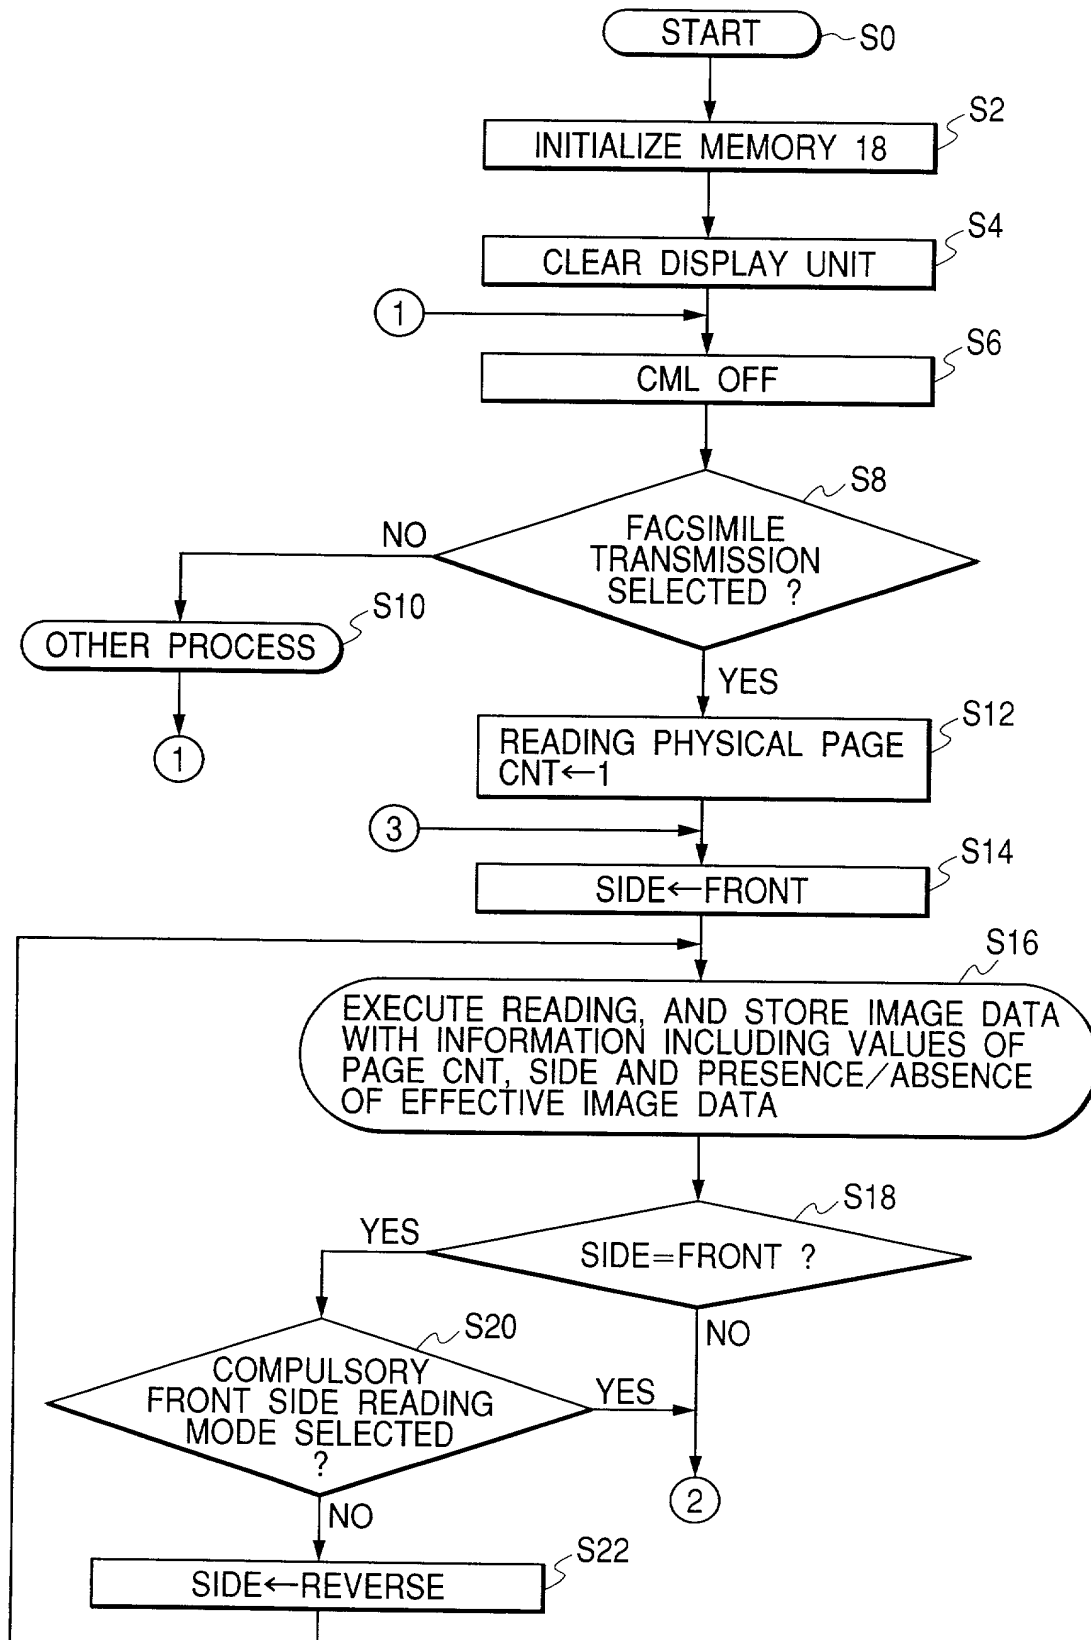 START
S0
S2
INITIALIZE MEMORY 18
S4
CLEAR DISPLAY UNIT
1
S6
CML OFF
S8
NO
FACSIMILE
TRANSMISSION
SELECTED ?
S10
OTHER PROCESS
YES
1
S12
READING PHYSICAL PAGE
CNT←1
3
S14
SIDE←FRONT
S16
EXECUTE READING, AND STORE IMAGE DATA
WITH INFORMATION INCLUDING VALUES OF
PAGE CNT, SIDE AND PRESENCE/ABSENCE
OF EFFECTIVE IMAGE DATA
S18
YES
SIDE=FRONT ?
NO
S20
COMPULSORY
FRONT SIDE READING
MODE SELECTED
?
YES
2
NO
S22
SIDE←REVERSE